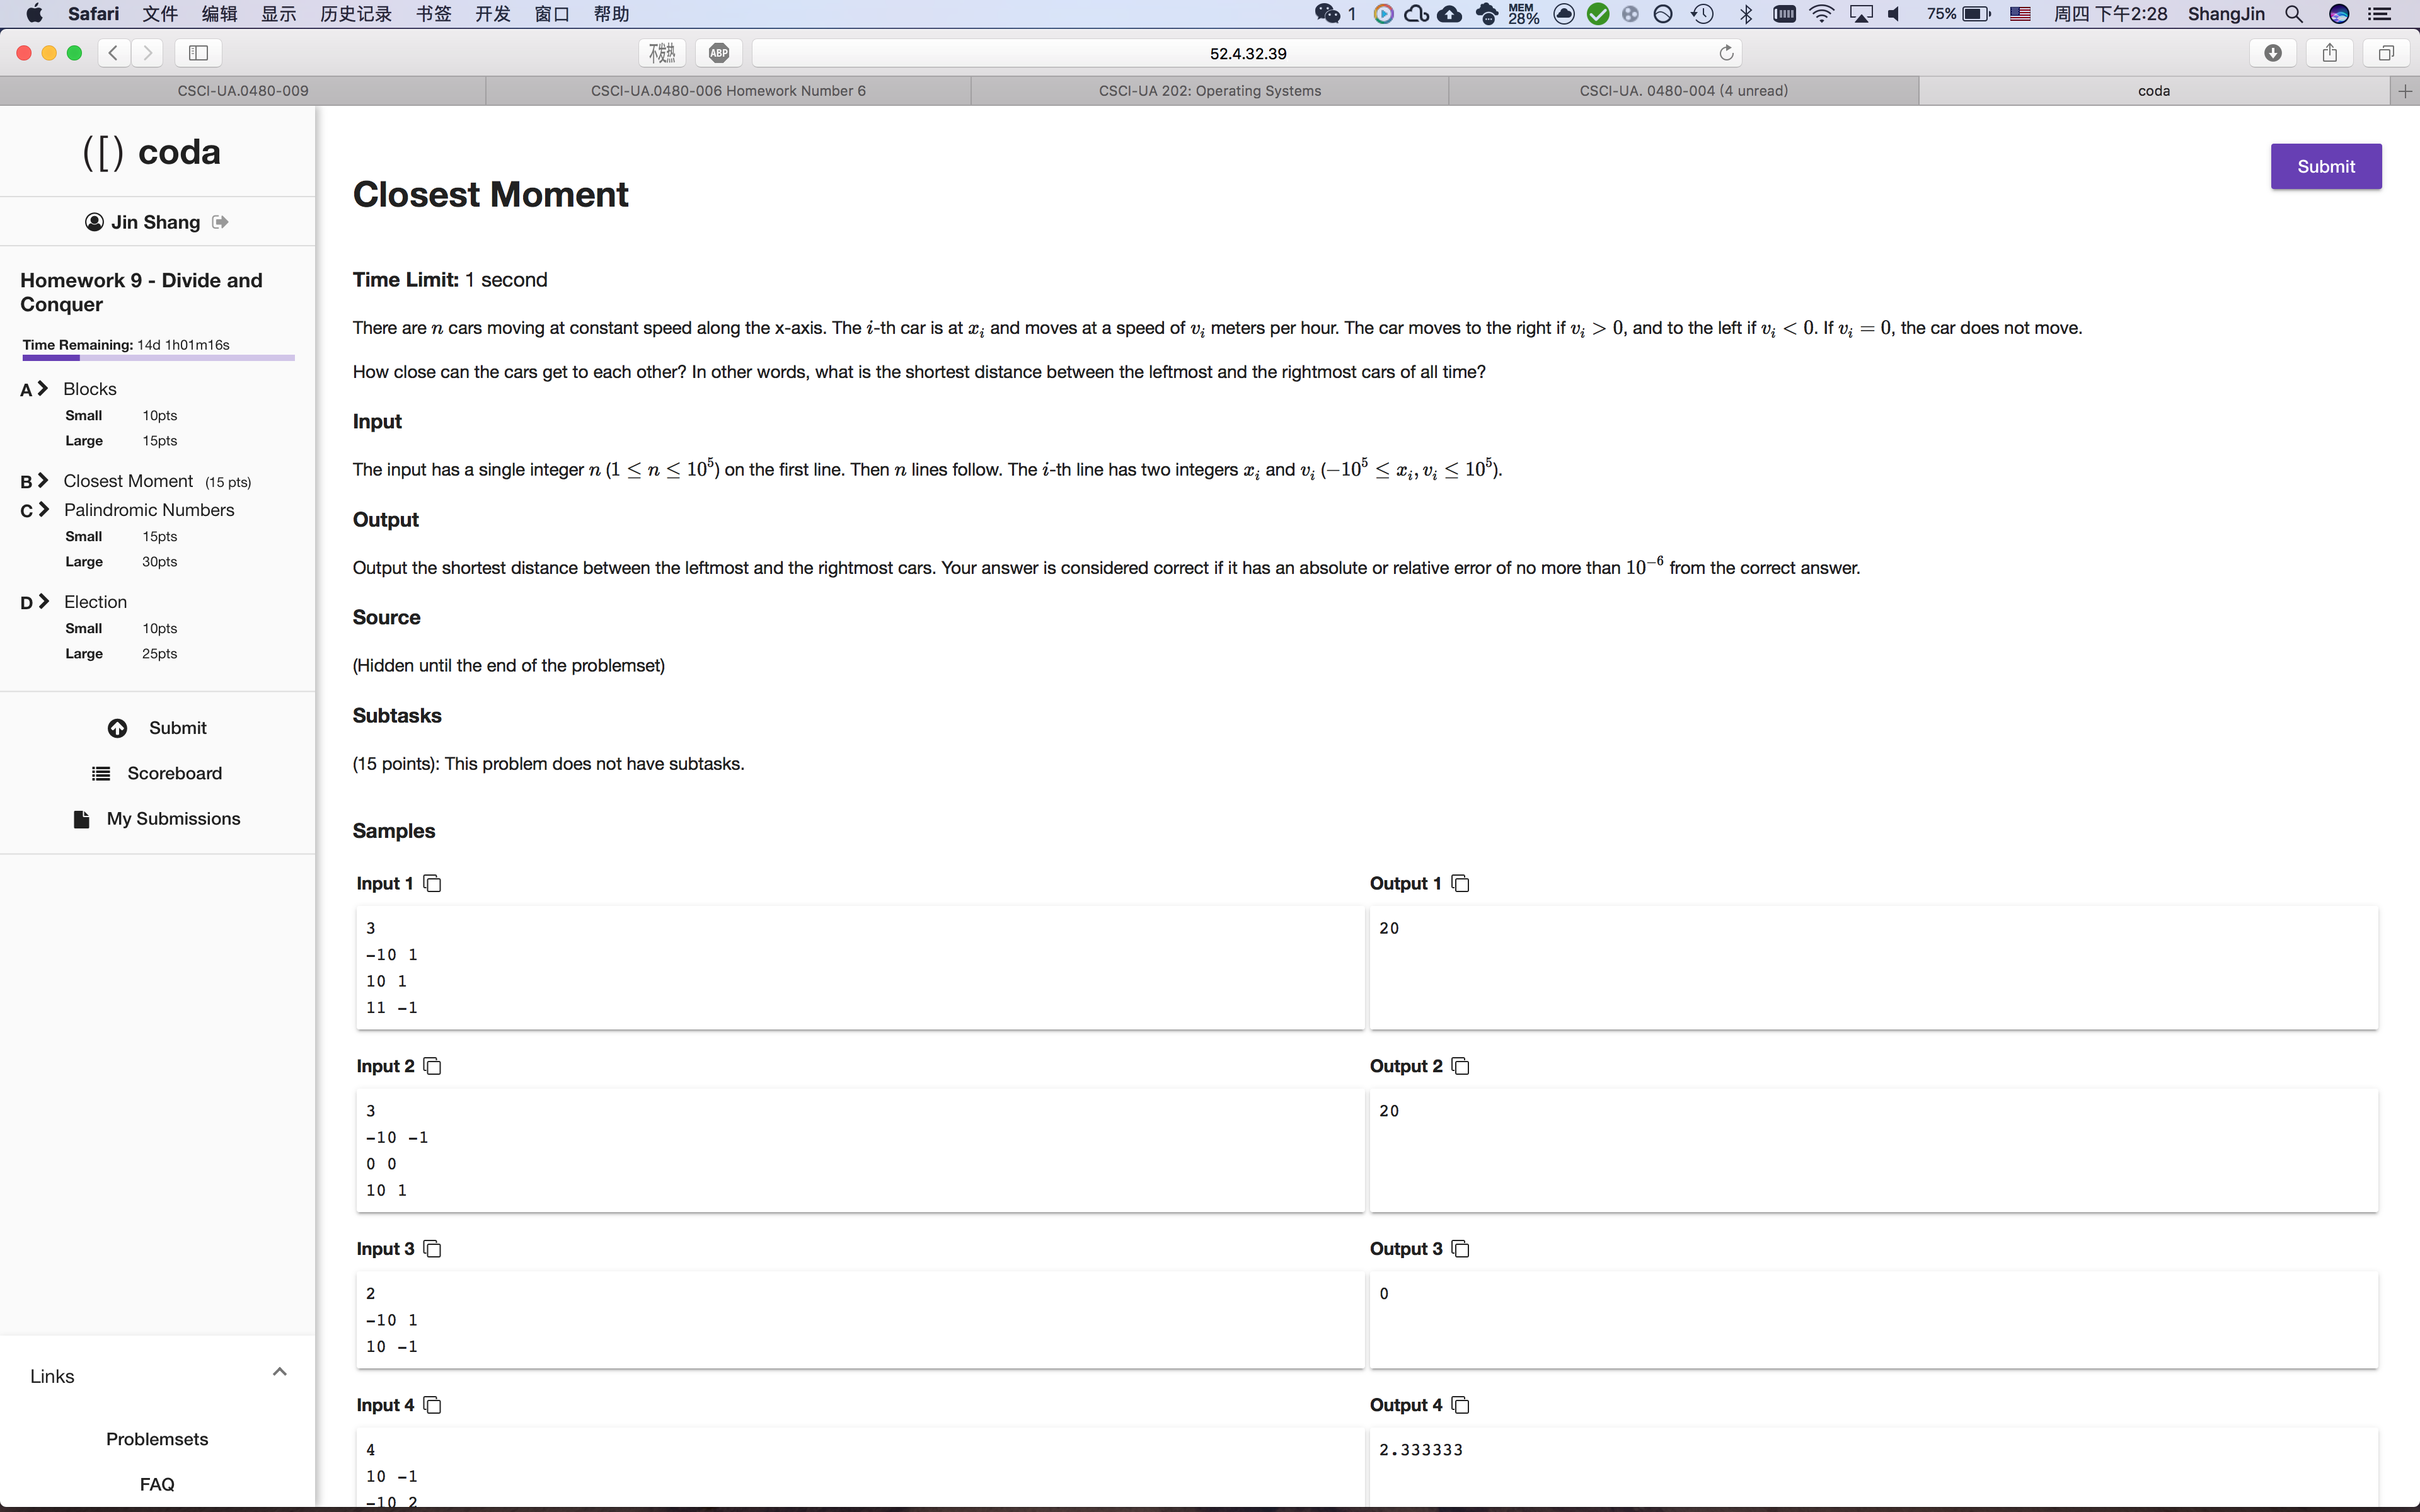 Safari 文件 编辑 显示 历史记录 书签 开发 窗口 帮助 1 MEM 28% 75% 周四 下午2:28 ShangJin
不发热 ABP 52.4.32.39
CSCI-UA.0480-009 CSCI-UA.0480-006 Homework Number 6 CSCI-UA 202: Operating Systems CSCI-UA. 0480-004 (4 unread) coda
([) coda
Jin Shang
Homework 9 - Divide and
Conquer
Time Remaining: 14d 1h01m16s
A Blocks
Small 10pts
Large 15pts
B Closest Moment (15 pts)
C Palindromic Numbers
Small 15pts
Large 30pts
D Election
Small 10pts
Large 25pts
Submit
Scoreboard
My Submissions
Links
Problemsets
FAQ
Submit
Closest Moment
Time Limit: 1 second
There are n cars moving at constant speed along the x-axis. The i-th car is at x_i and moves at a speed of v_i meters per hour. The car moves to the right if v_i > 0, and to the left if v_i < 0. If v_i = 0, the car does not move.
How close can the cars get to each other? In other words, what is the shortest distance between the leftmost and the rightmost cars of all time?
Input
The input has a single integer n (1 ≤ n ≤ 10^5) on the first line. Then n lines follow. The i-th line has two integers x_i and v_i (−10^5 ≤ x_i, v_i ≤ 10^5).
Output
Output the shortest distance between the leftmost and the rightmost cars. Your answer is considered correct if it has an absolute or relative error of no more than 10^−6 from the correct answer.
Source
(Hidden until the end of the problemset)
Subtasks
(15 points): This problem does not have subtasks.
Samples
Input 1 Output 1
3 20
-10 1
10 1
11 -1
Input 2 Output 2
3 20
-10 -1
0 0
10 1
Input 3 Output 3
2 0
-10 1
10 -1
Input 4 Output 4
4 2.333333
10 -1
-10 2